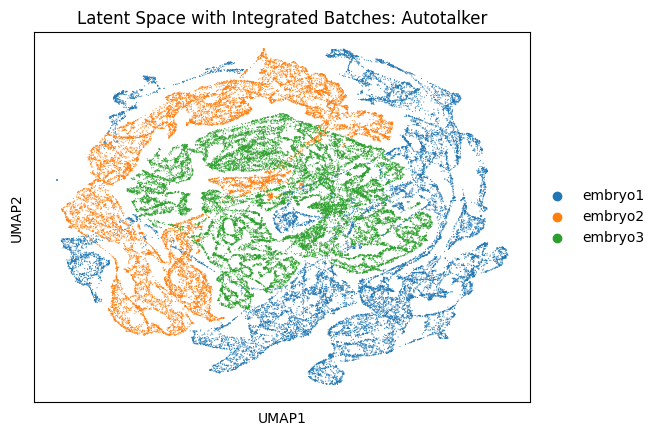 Latent Space with Integrated Batches: Autotalker
UMAP2
embryo1
embryo2
embryo3
UMAP1